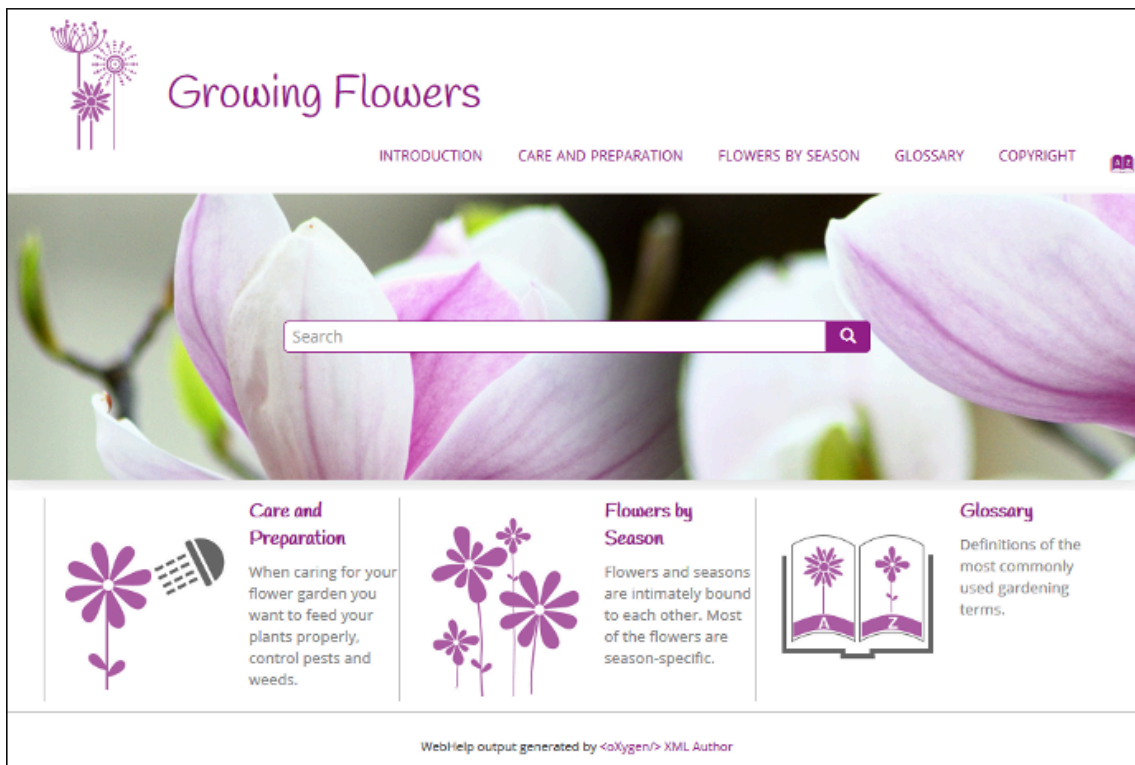 Growing Flowers
INTRODUCTION CARE AND PREPARATION FLOWERS BY SEASON GLOSSARY COPYRIGHT
A Z
Search
Care and
Preparation
When caring for your
flower garden you
want to feed your
plants properly,
control pests and
weeds.
Flowers by
Season
Flowers and seasons
are intimately bound
to each other. Most
of the flowers are
season-specific.
A Z
Glossary
Definitions of the
most commonly
used gardening
terms.
WebHelp output generated by <oXygen/> XML Author